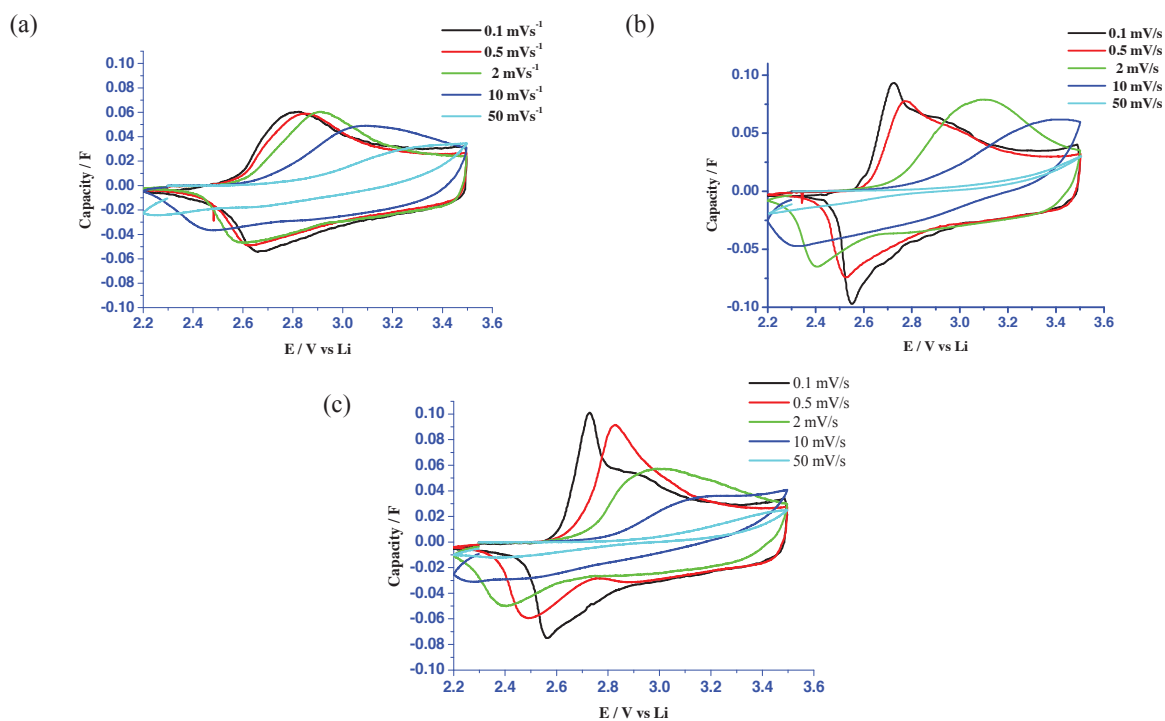 (a)
0.1 mVs⁻¹
0.5 mVs⁻¹
2 mVs⁻¹
10 mVs⁻¹
50 mVs⁻¹
Capacity / F
0.10
0.08
0.06
0.04
0.02
0.00
-0.02
-0.04
-0.06
-0.08
-0.10
2.2 2.4 2.6 2.8 3.0 3.2 3.4 3.6
E / V vs Li
(b)
0.1 mV/s
0.5 mV/s
2 mV/s
10 mV/s
50 mV/s
Capacity / F
0.10
0.05
0.00
-0.05
-0.10
2.2 2.4 2.6 2.8 3.0 3.2 3.4 3.6
E / V vs Li
(c)
0.1 mV/s
0.5 mV/s
2 mV/s
10 mV/s
50 mV/s
Capacity / F
0.10
0.08
0.06
0.04
0.02
0.00
-0.02
-0.04
-0.06
-0.08
-0.10
2.2 2.4 2.6 2.8 3.0 3.2 3.4 3.6
E / V vs Li